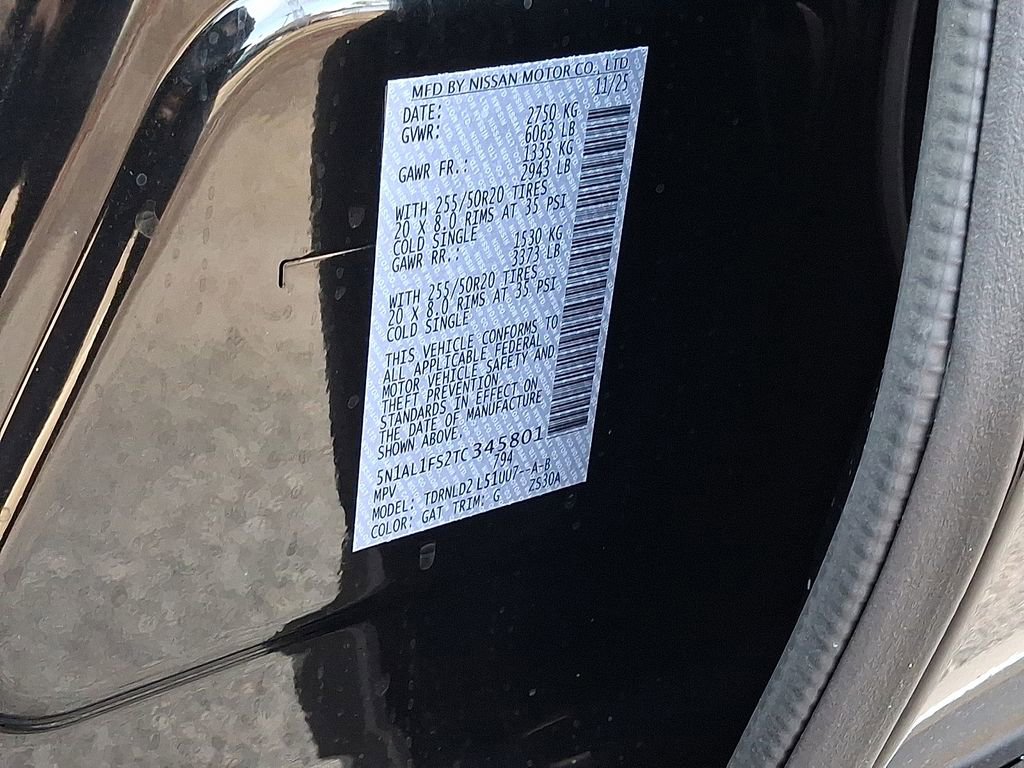 MFD BY NISSAN MOTOR CO., LTD
DATE: 11/25
GVWR: 2750 KG
6063 LB
GAWR FR.: 1335 KG
2943 LB
WITH 255/50R20 TIRES
20 X 8.0 RIMS AT 35 PSI
COLD SINGLE
GAWR RR.: 1530 KG
3373 LB
WITH 255/50R20 TIRES
20 X 8.0 RIMS AT 35 PSI
COLD SINGLE
THIS VEHICLE CONFORMS TO
ALL APPLICABLE FEDERAL
MOTOR VEHICLE SAFETY AND
THEFT PREVENTION
STANDARDS IN EFFECT ON
THE DATE OF MANUFACTURE
SHOWN ABOVE.
5N1AL1FS2TC345801
MPV /94
MODEL: TDRNLD2 L51UU7--A-B
COLOR: GAT TRIM: G ZS30A